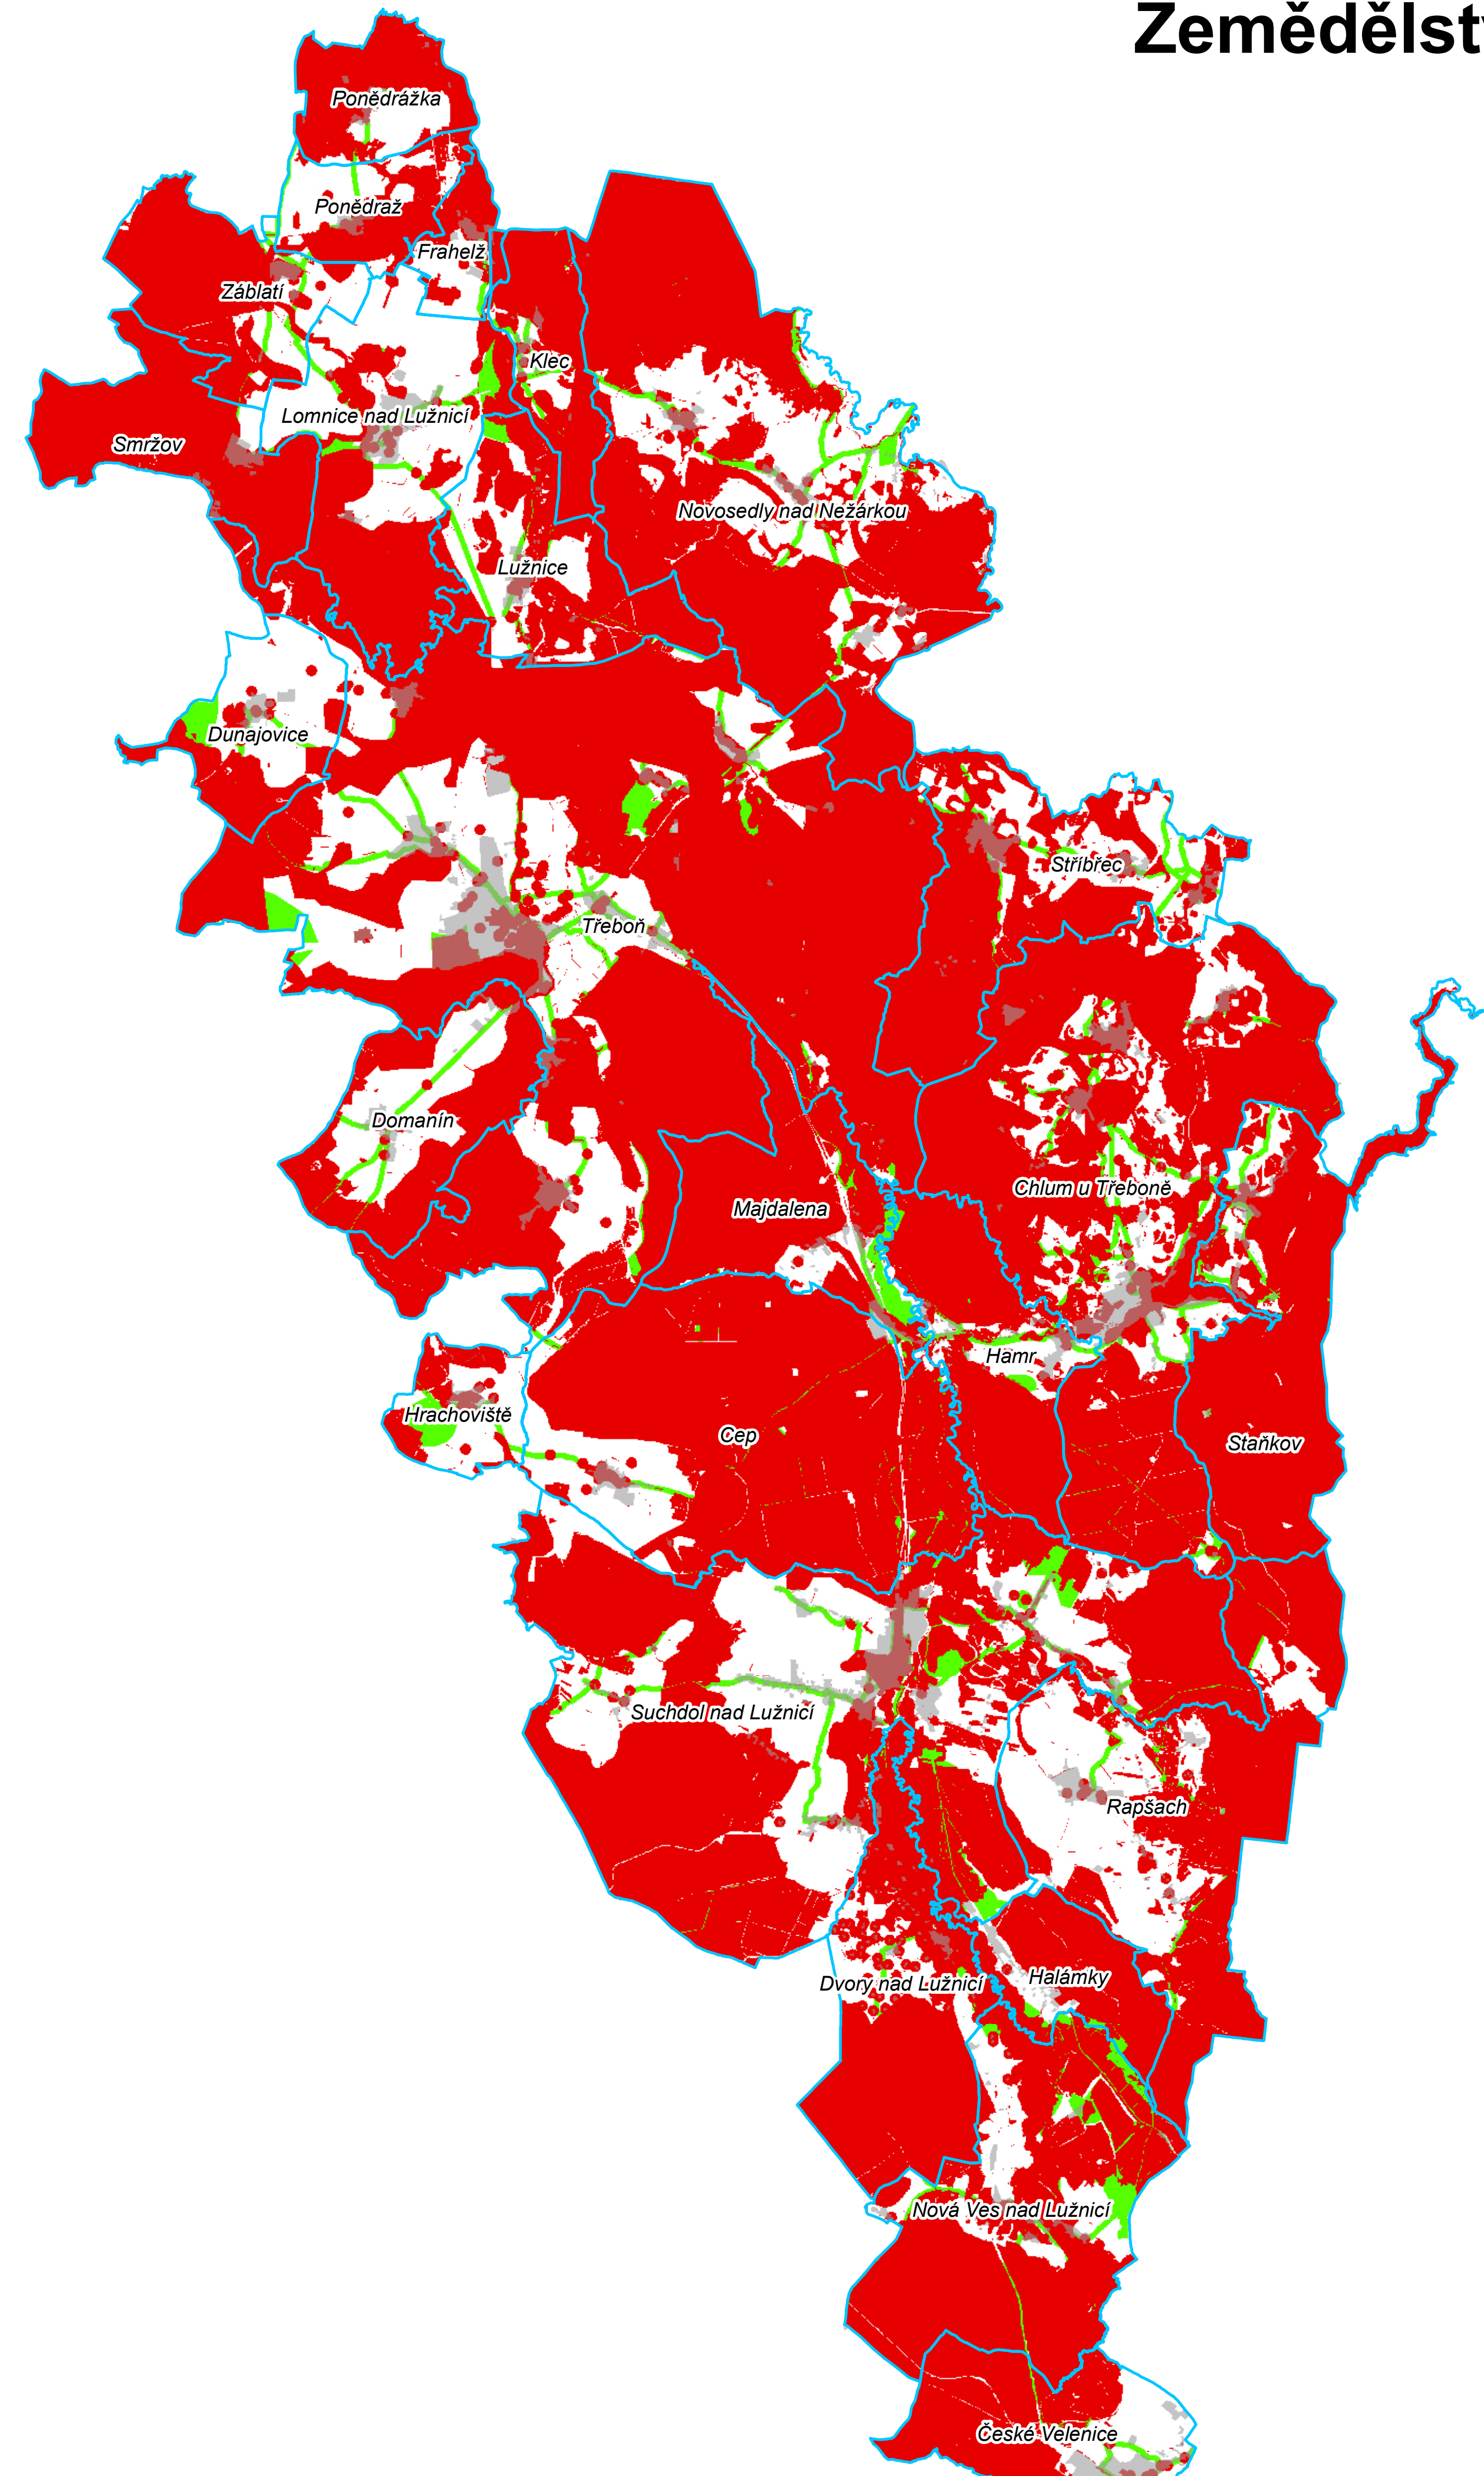 Zemědělstv
Ponědrážka
Ponědraž
Frahelž
Záblatí
Klec
Lomnice nad Lužnicí
Smržov
Novosedly nad Nežárkou
Lužnice
Dunajovice
Stříbřec
Třeboň
Domanín
Chlum u Třeboně
Majdalena
Hamr
Hrachoviště
Cep
Staňkov
Suchdol nad Lužnicí
Rapšach
Halámky
Dvory nad Lužnicí
Nová Ves nad Lužnicí
České Velenice